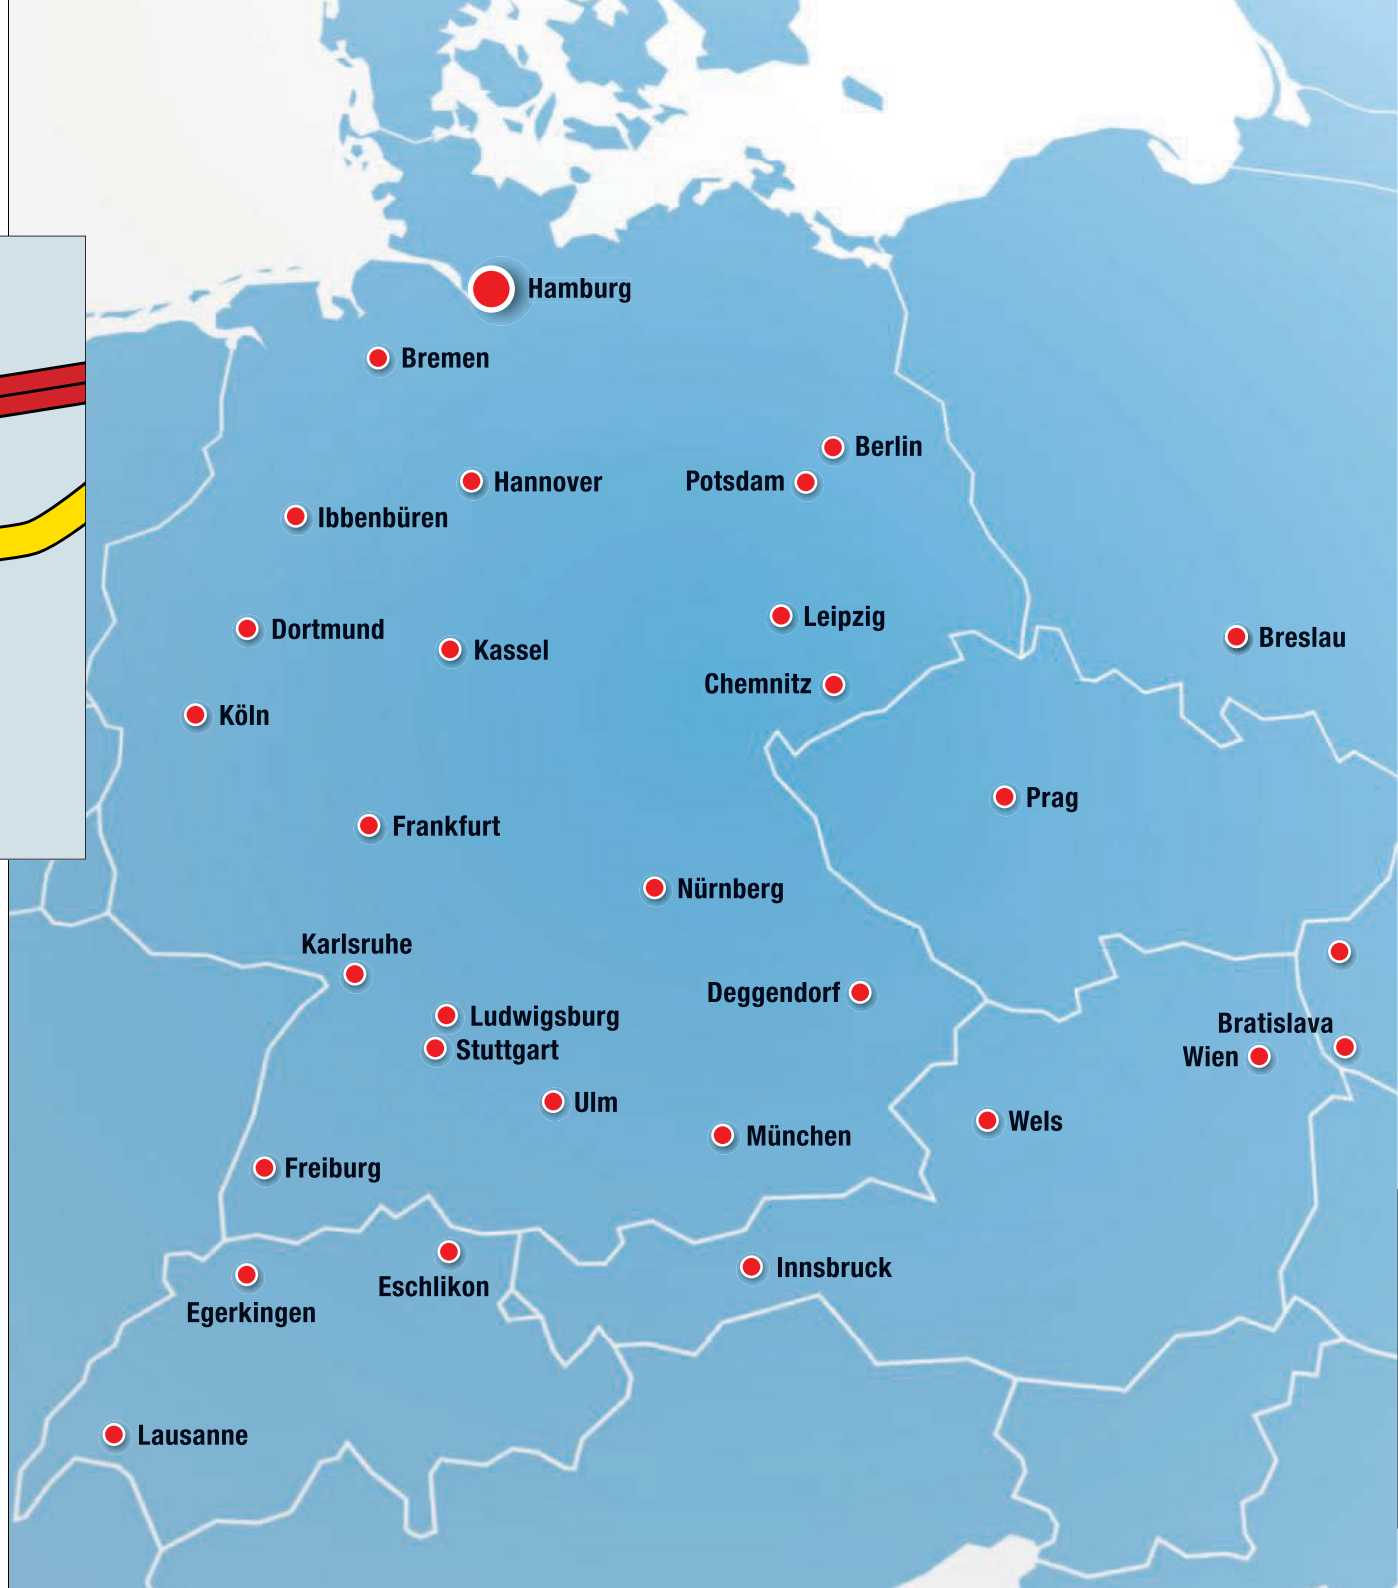 Hamburg
Bremen
Berlin
Potsdam
Hannover
Ibbenbüren
Leipzig
Dortmund
Breslau
Kassel
Chemnitz
Köln
Prag
Frankfurt
Nürnberg
Karlsruhe
Deggendorf
Ludwigsburg
Bratislava
Stuttgart
Wien
Ulm
Wels
München
Freiburg
Innsbruck
Eschlikon
Egerkingen
Lausanne